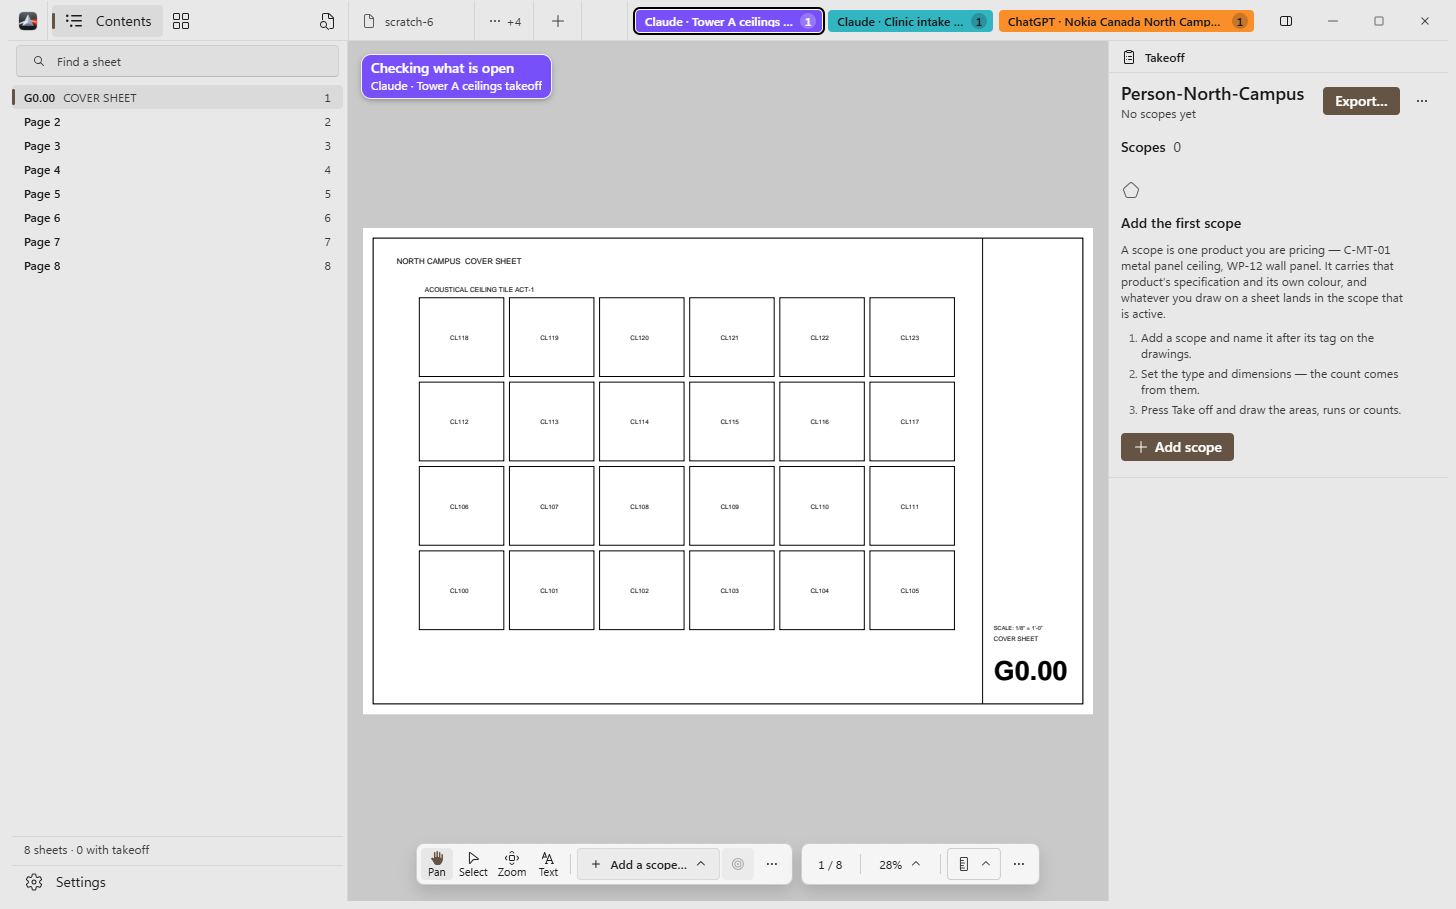 Contents
scratch-6
+4
Claude · Tower A ceilings ... 1
Claude · Clinic intake ... 1
ChatGPT · Nokia Canada North Camp... 1
Find a sheet
G0.00 COVER SHEET 1
Page 2 2
Page 3 3
Page 4 4
Page 5 5
Page 6 6
Page 7 7
Page 8 8
8 sheets · 0 with takeoff
Settings
Checking what is open
Claude · Tower A ceilings takeoff
NORTH CAMPUS COVER SHEET
ACOUSTICAL CEILING TILE ACT-1
CL118 CL119 CL120 CL121 CL122 CL123
CL112 CL113 CL114 CL115 CL116 CL117
CL106 CL107 CL108 CL109 CL110 CL111
CL100 CL101 CL102 CL103 CL104 CL105
SCALE: 1/8" = 1'-0"
COVER SHEET
G0.00
Pan
Select
Zoom
Text
Add a scope...
1 / 8
28%
Takeoff
Person-North-Campus
No scopes yet
Export...
Scopes 0
Add the first scope
A scope is one product you are pricing — C-MT-01
metal panel ceiling, WP-12 wall panel. It carries that
product's specification and its own colour, and
whatever you draw on a sheet lands in the scope that
is active.
1. Add a scope and name it after its tag on the
drawings.
2. Set the type and dimensions — the count comes
from them.
3. Press Take off and draw the areas, runs or counts.
Add scope